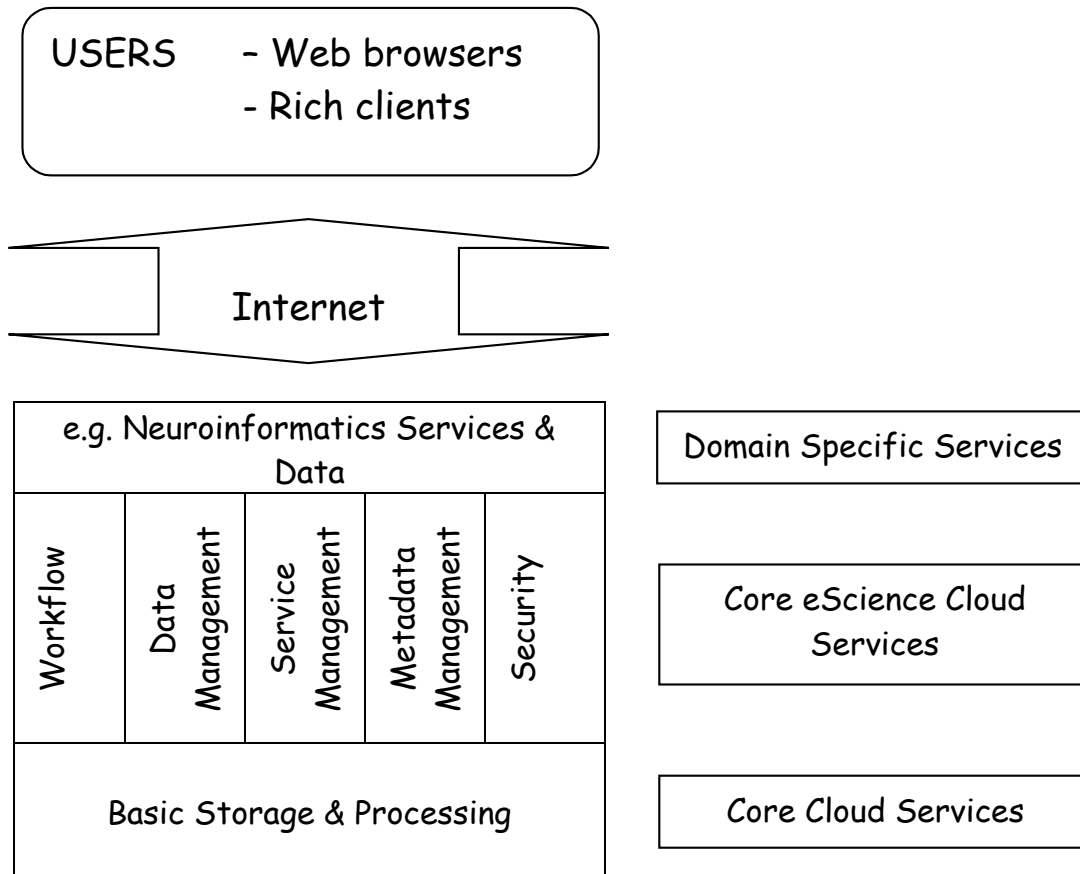 USERS – Web browsers
- Rich clients
Internet
e.g. Neuroinformatics Services &
Data
Domain Specific Services
Workflow
Data
Management
Service
Management
Metadata
Management
Security
Core eScience Cloud
Services
Basic Storage & Processing
Core Cloud Services